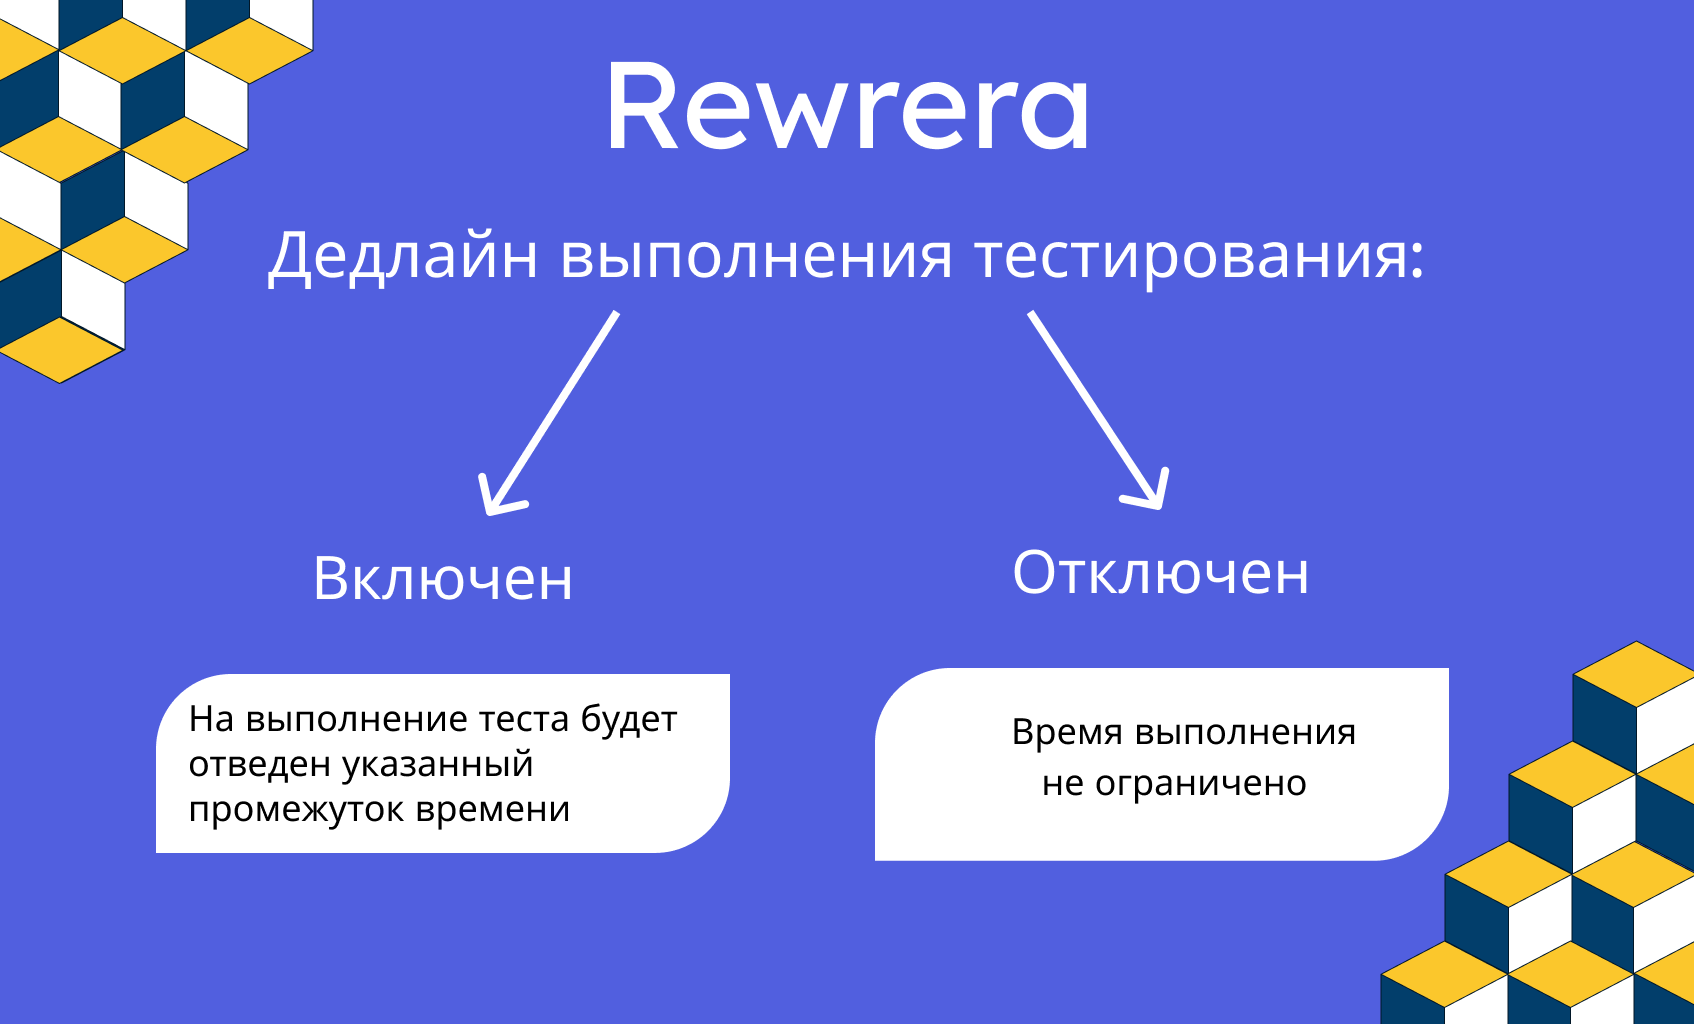 Rewrera
Дедлайн выполнения тестирования:
Включен
Отключен
На выполнение теста будет
отведен указанный
промежуток времени
Время выполнения
не ограничено